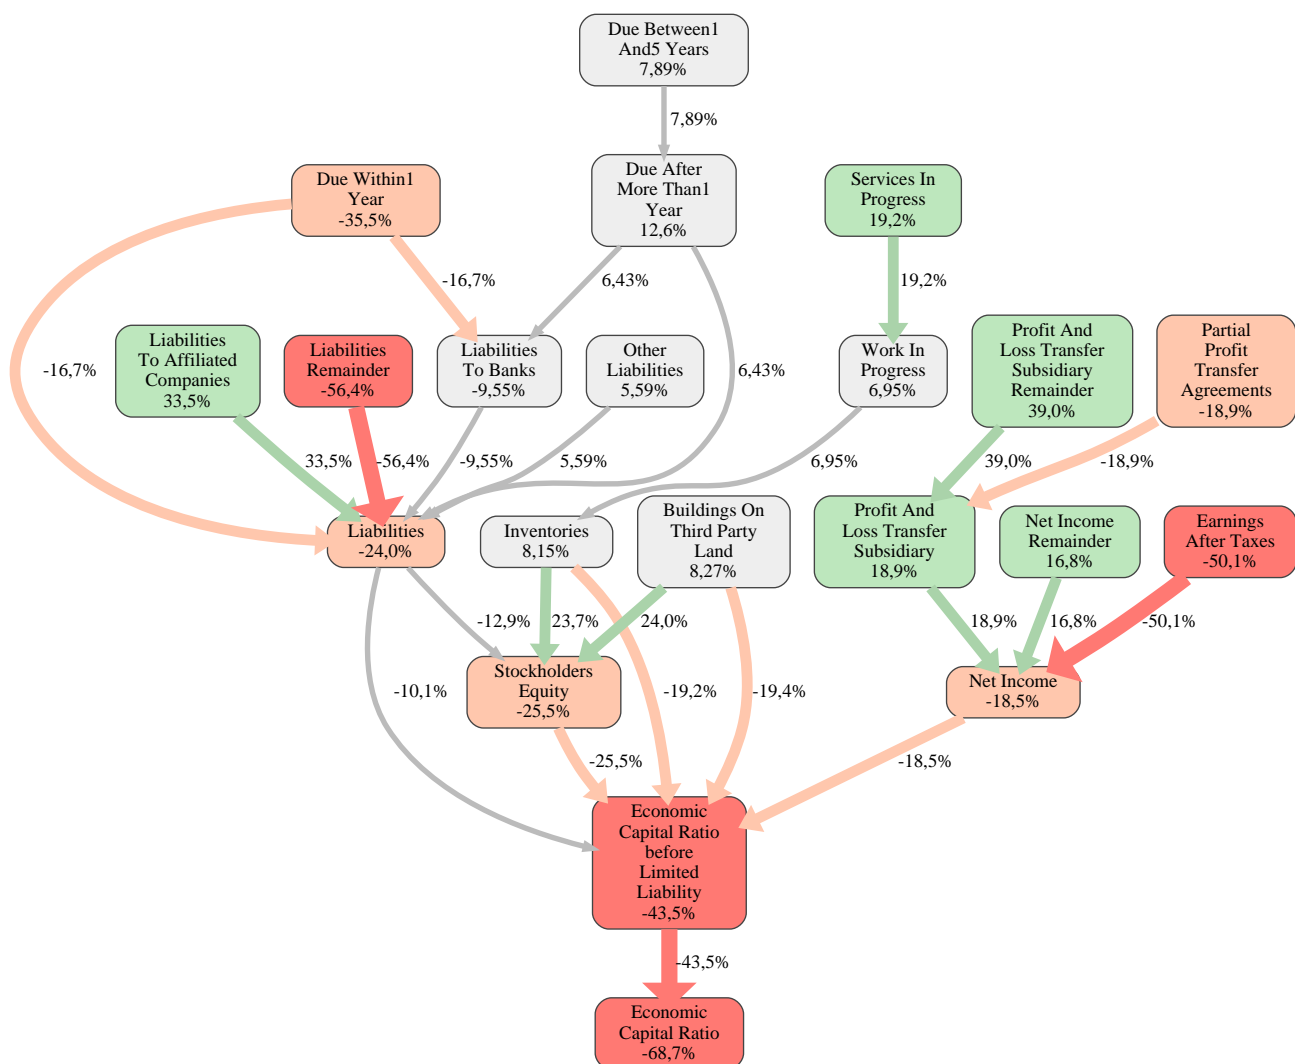 Due Between1
And5 Years
7,89%
7,89%
Due Within1
Year
-35,5%
Due After
More Than1
Year
12,6%
Services In
Progress
19,2%
-16,7%
6,43%
19,2%
Liabilities
To Affiliated
Companies
33,5%
Liabilities
Remainder
-56,4%
Liabilities
To Banks
-9,55%
Other
Liabilities
5,59%
Work In
Progress
6,95%
Profit And
Loss Transfer
Subsidiary
Remainder
39,0%
Partial
Profit
Transfer
Agreements
-18,9%
-16,7%
6,43%
33,5%
-56,4%
-9,55%
5,59%
6,95%
39,0%
-18,9%
Liabilities
-24,0%
Inventories
8,15%
Buildings On
Third Party
Land
8,27%
Profit And
Loss Transfer
Subsidiary
18,9%
Net Income
Remainder
16,8%
Earnings
After Taxes
-50,1%
-12,9%
23,7%
24,0%
18,9%
16,8%
-50,1%
Stockholders
Equity
-25,5%
Net Income
-18,5%
-10,1%
-19,2%
-19,4%
-25,5%
-18,5%
Economic
Capital Ratio
before
Limited
Liability
-43,5%
-43,5%
Economic
Capital Ratio
-68,7%